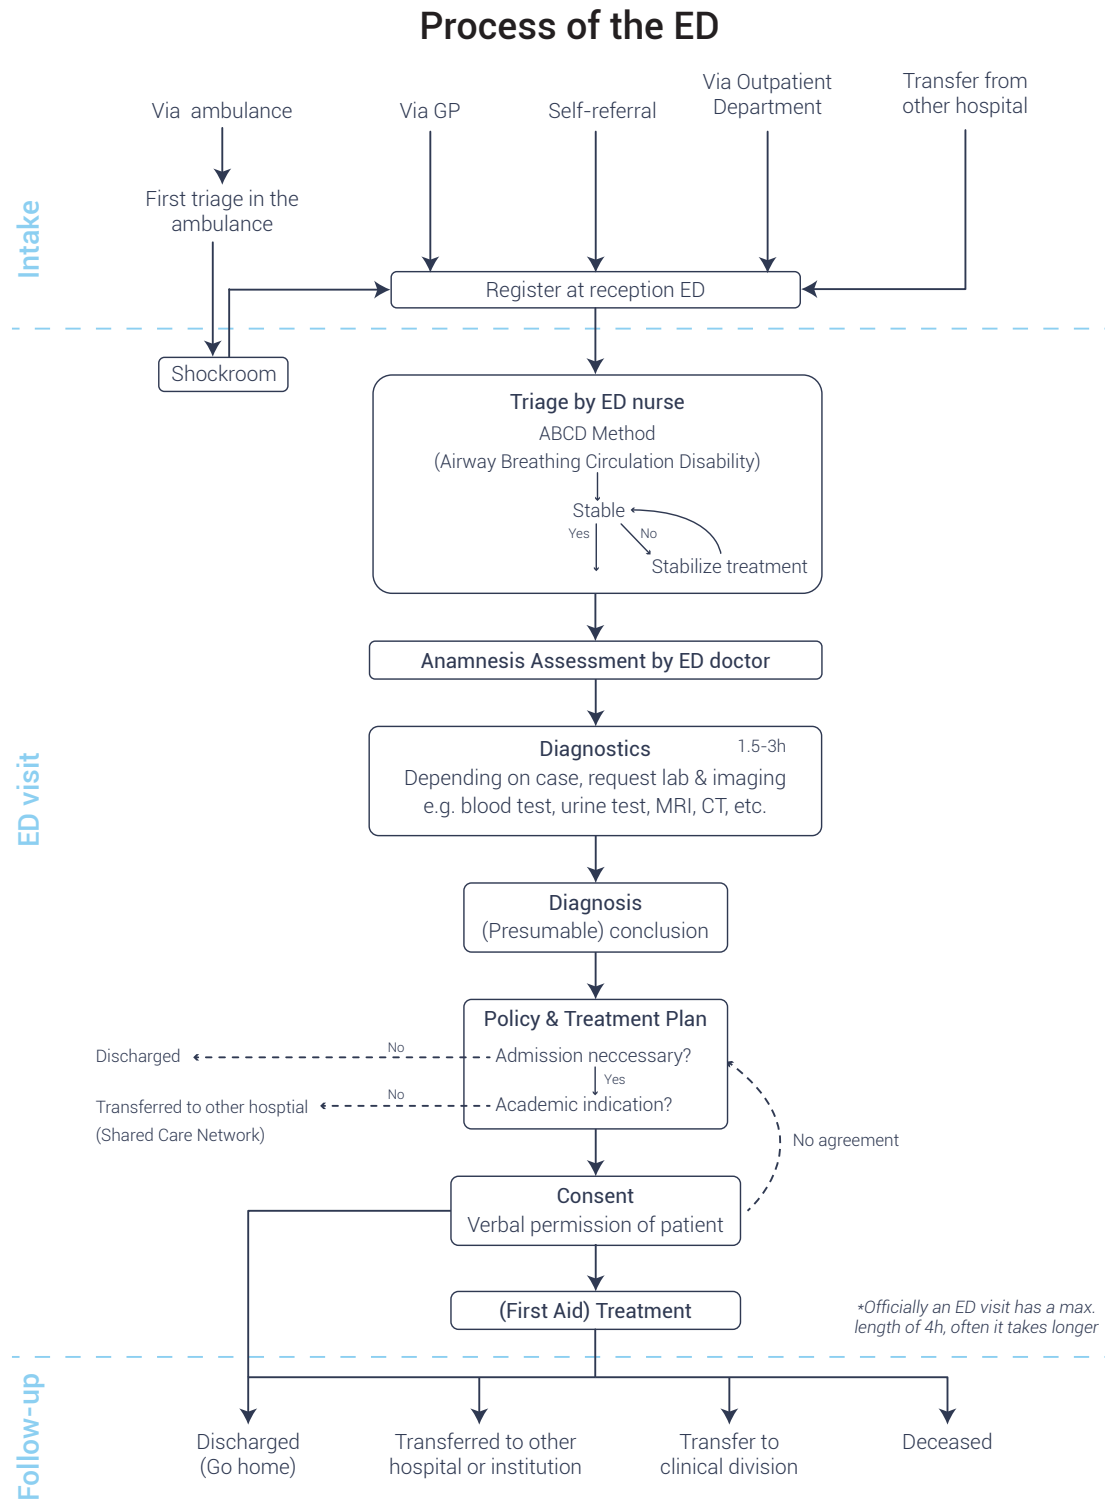 Process of the ED
Via ambulance
Via GP
Self-referral
Via Outpatient
Department
Transfer from
other hospital
First triage in the
ambulance
Intake
Register at reception ED
Shockroom
Triage by ED nurse
ABCD Method
(Airway Breathing Circulation Disability)
Stable
Yes
No
Stabilize treatment
Anamnesis Assessment by ED doctor
ED visit
Diagnostics
1.5-3h
Depending on case, request lab & imaging
e.g. blood test, urine test, MRI, CT, etc.
Diagnosis
(Presumable) conclusion
Policy & Treatment Plan
Discharged
No
Admission neccessary?
Yes
Transferred to other hosptial
(Shared Care Network)
No
Academic indication?
No agreement
Consent
Verbal permission of patient
(First Aid) Treatment
*Officially an ED visit has a max.
length of 4h, often it takes longer
Follow-up
Discharged
(Go home)
Transferred to other
hospital or institution
Transfer to
clinical division
Deceased